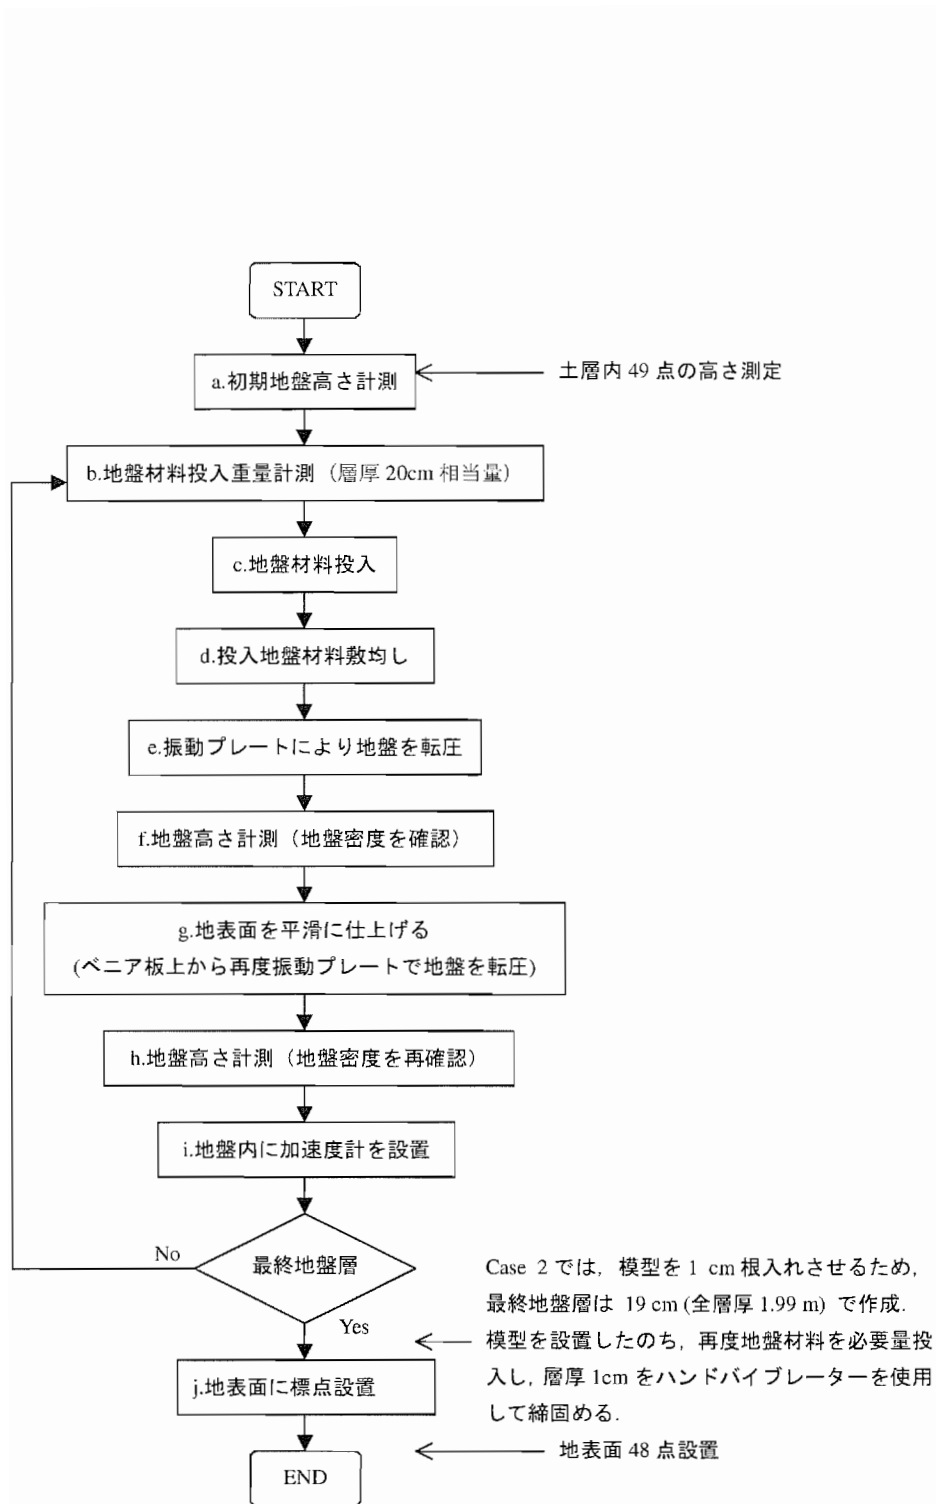 START
a.初期地盤高さ計測
土層内 49 点の高さ測定
b.地盤材料投入重量計測（層厚 20cm 相当量）
c.地盤材料投入
d.投入地盤材料敷均し
e.振動プレートにより地盤を転圧
f.地盤高さ計測（地盤密度を確認）
g.地表面を平滑に仕上げる
(ベニア板上から再度振動プレートで地盤を転圧)
h.地盤高さ計測（地盤密度を再確認）
i.地盤内に加速度計を設置
No
最終地盤層
Yes
Case 2 では，模型を 1 cm 根入れさせるため，
最終地盤層は 19 cm (全層厚 1.99 m) で作成.
模型を設置したのち，再度地盤材料を必要量投
入し，層厚 1cm をハンドバイブレーターを使用
して締固める.
j.地表面に標点設置
地表面 48 点設置
END